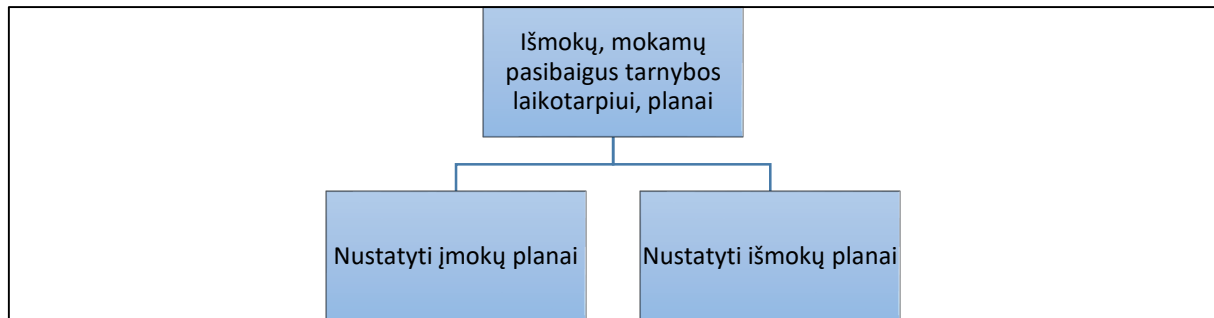 Išmokų, mokamų
pasibaigus tarnybos
laikotarpiui, planai
Nustatyti įmokų planai
Nustatyti išmokų planai